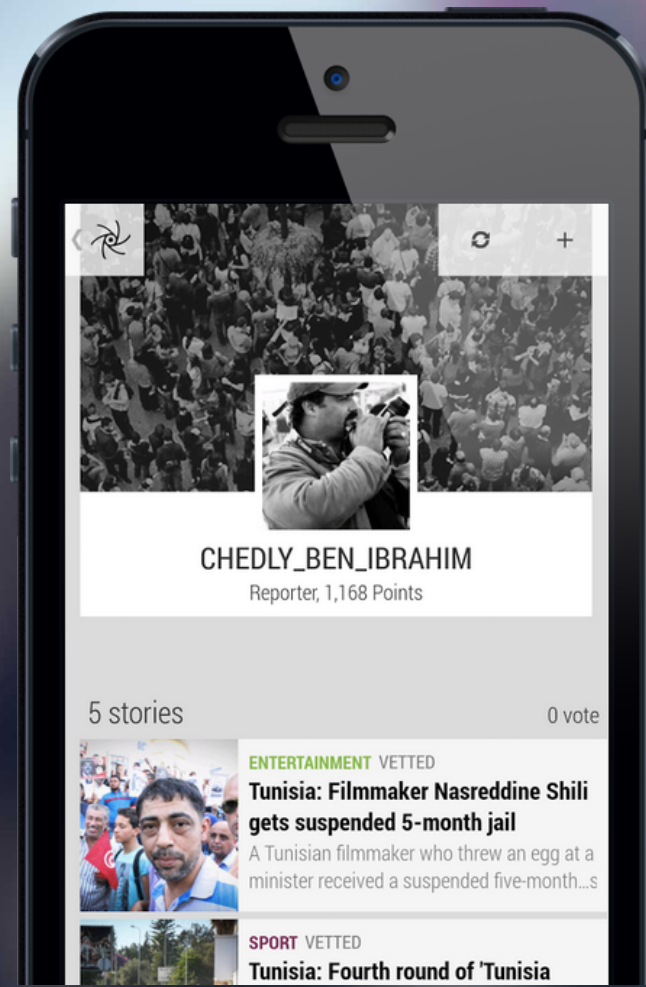 CHEDLY_BEN_IBRAHIM
Reporter, 1,168 Points
5 stories
0 vote
ENTERTAINMENT VETTED
Tunisia: Filmmaker Nasreddine Shili
gets suspended 5-month jail
A Tunisian filmmaker who threw an egg at a
minister received a suspended five-month...s
SPORT VETTED
Tunisia: Fourth round of 'Tunisia